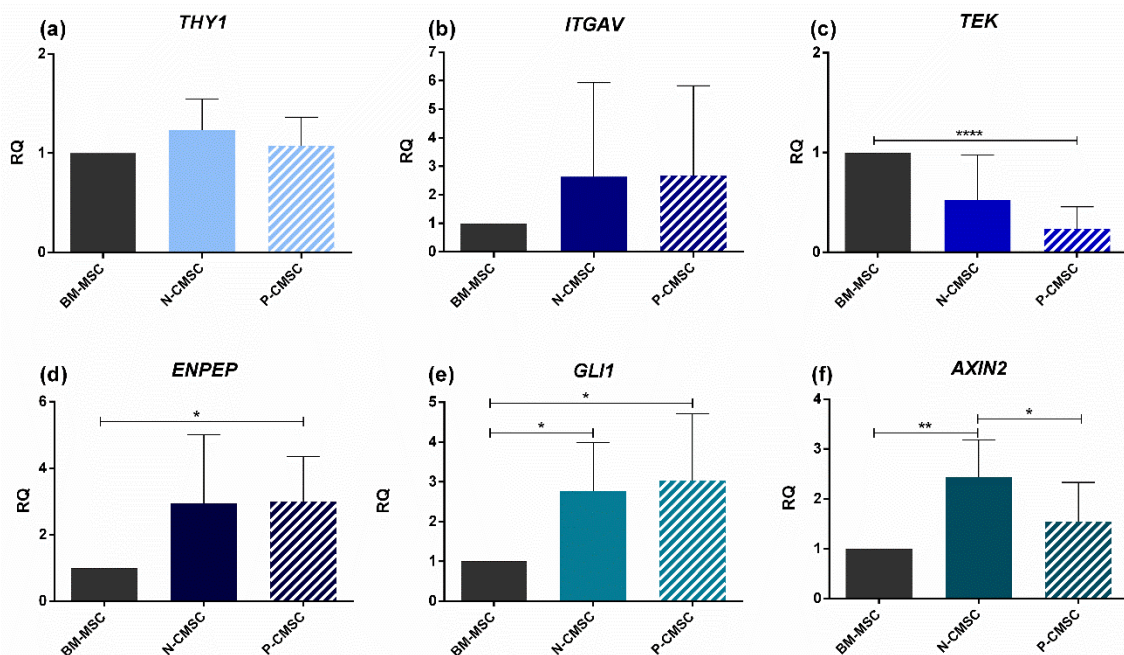 (a) THY1
2
1
0
RQ
BM-MSC
N-CMSC
P-CMSC
(b) ITGAV
7
6
5
4
3
2
1
0
RQ
BM-MSC
N-CMSC
P-CMSC
(c) TEK
2
1
0
RQ
****
BM-MSC
N-CMSC
P-CMSC
(d) ENPEP
6
4
2
0
RQ
*
BM-MSC
N-CMSC
P-CMSC
(e) GLI1
5
4
3
2
1
0
RQ
*
*
BM-MSC
N-CMSC
P-CMSC
(f) AXIN2
4
3
2
1
0
RQ
**
*
BM-MSC
N-CMSC
P-CMSC